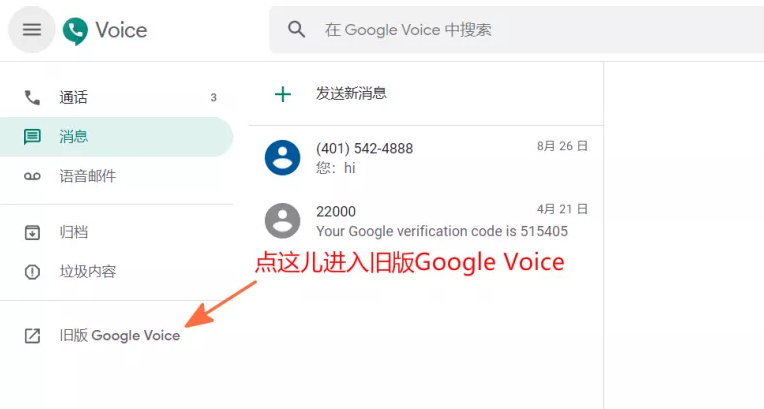 Voice
在 Google Voice 中搜索
通话
3
消息
语音邮件
归档
垃圾内容
旧版 Google Voice
发送新消息
(401) 542-4888
8月 26 日
您: hi
22000
4月 21 日
Your Google verification code is 515405
点这儿进入旧版Google Voice